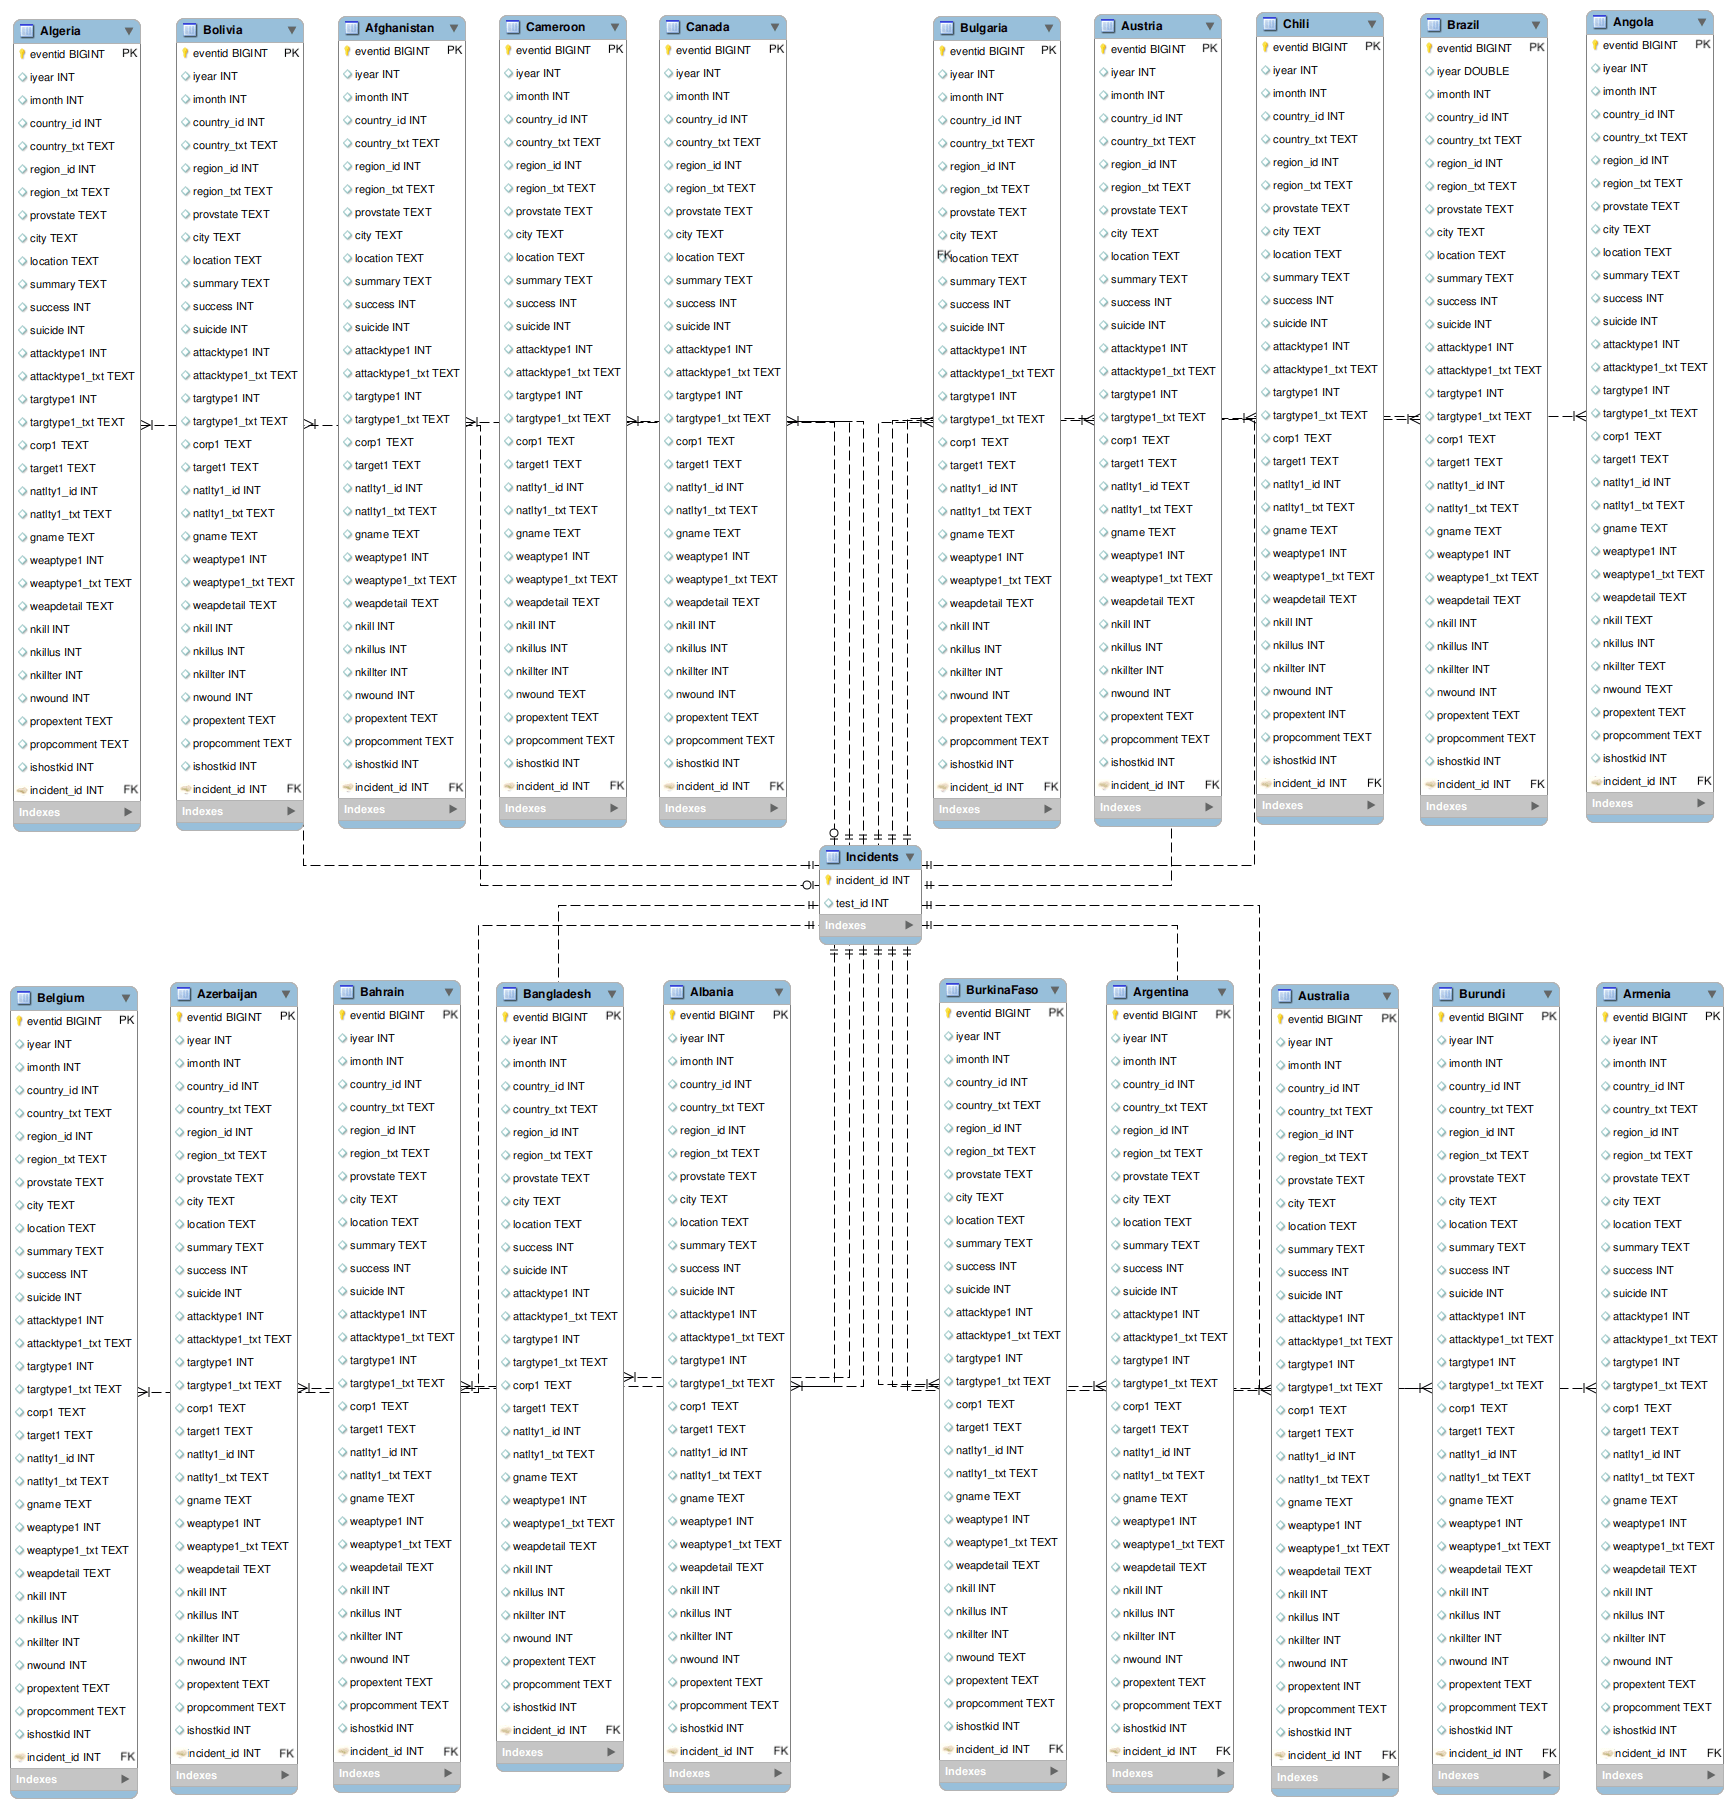 Algeria
eventid BIGINT PK
iyear INT
imonth INT
country_id INT
country_txt TEXT
region_id INT
region_txt TEXT
provstate TEXT
city TEXT
location TEXT
summary TEXT
success INT
suicide INT
attacktype1 INT
attacktype1_txt TEXT
targtype1 INT
targtype1_txt TEXT
corp1 TEXT
target1 TEXT
natlty1_id INT
natlty1_txt TEXT
gname TEXT
weaptype1 INT
weaptype1_txt TEXT
weapdetail TEXT
nkill INT
nkillus INT
nkillter INT
nwound INT
propextent TEXT
propcomment TEXT
ishostkid INT
incident_id INT FK
Indexes
Bolivia
eventid BIGINT PK
iyear INT
imonth INT
country_id INT
country_txt TEXT
region_id INT
region_txt TEXT
provstate TEXT
city TEXT
location TEXT
summary TEXT
success INT
suicide INT
attacktype1 INT
attacktype1_txt TEXT
targtype1 INT
targtype1_txt TEXT
corp1 TEXT
target1 TEXT
natlty1_id INT
natlty1_txt TEXT
gname TEXT
weaptype1 INT
weaptype1_txt TEXT
weapdetail TEXT
nkill INT
nkillus INT
nkillter INT
nwound INT
propextent TEXT
propcomment TEXT
ishostkid INT
incident_id INT FK
Indexes
Afghanistan
eventid BIGINT PK
iyear INT
imonth INT
country_id INT
country_txt TEXT
region_id INT
region_txt TEXT
provstate TEXT
city TEXT
location TEXT
summary TEXT
success INT
suicide INT
attacktype1 INT
attacktype1_txt TEXT
targtype1 INT
targtype1_txt TEXT
corp1 TEXT
target1 TEXT
natlty1_id INT
natlty1_txt TEXT
gname TEXT
weaptype1 INT
weaptype1_txt TEXT
weapdetail TEXT
nkill INT
nkillus INT
nkillter INT
nwound INT
propextent TEXT
propcomment TEXT
ishostkid INT
incident_id INT FK
Indexes
Cameroon
eventid BIGINT PK
iyear INT
imonth INT
country_id INT
country_txt TEXT
region_id INT
region_txt TEXT
provstate TEXT
city TEXT
location TEXT
summary TEXT
success INT
suicide INT
attacktype1 INT
attacktype1_txt TEXT
targtype1 INT
targtype1_txt TEXT
corp1 TEXT
target1 TEXT
natlty1_id INT
natlty1_txt TEXT
gname TEXT
weaptype1 INT
weaptype1_txt TEXT
weapdetail TEXT
nkill INT
nkillus INT
nkillter INT
nwound TEXT
propextent TEXT
propcomment TEXT
ishostkid INT
incident_id INT FK
Indexes
Canada
eventid BIGINT PK
iyear INT
imonth INT
country_id INT
country_txt TEXT
region_id INT
region_txt TEXT
provstate TEXT
city TEXT
location TEXT
summary TEXT
success INT
suicide INT
attacktype1 INT
attacktype1_txt TEXT
targtype1 INT
targtype1_txt TEXT
corp1 TEXT
target1 TEXT
natlty1_id INT
natlty1_txt TEXT
gname TEXT
weaptype1 INT
weaptype1_txt TEXT
weapdetail TEXT
nkill INT
nkillus INT
nkillter INT
nwound INT
propextent TEXT
propcomment TEXT
ishostkid INT
incident_id INT FK
Indexes
Bulgaria
eventid BIGINT PK
iyear INT
imonth INT
country_id INT
country_txt TEXT
region_id INT
region_txt TEXT
provstate TEXT
city TEXT
FK
location TEXT
summary TEXT
success INT
suicide INT
attacktype1 INT
attacktype1_txt TEXT
targtype1 INT
targtype1_txt TEXT
corp1 TEXT
target1 TEXT
natlty1_id INT
natlty1_txt TEXT
gname TEXT
weaptype1 INT
weaptype1_txt TEXT
weapdetail TEXT
nkill INT
nkillus INT
nkillter INT
nwound INT
propextent TEXT
propcomment TEXT
ishostkid INT
incident_id INT FK
Indexes
Austria
eventid BIGINT PK
iyear INT
imonth INT
country_id INT
country_txt TEXT
region_id INT
region_txt TEXT
provstate TEXT
city TEXT
location TEXT
summary TEXT
success INT
suicide INT
attacktype1 INT
attacktype1_txt TEXT
targtype1 INT
targtype1_txt TEXT
corp1 TEXT
target1 TEXT
natlty1_id TEXT
natlty1_txt TEXT
gname TEXT
weaptype1 INT
weaptype1_txt TEXT
weapdetail TEXT
nkill INT
nkillus INT
nkillter INT
nwound INT
propextent TEXT
propcomment TEXT
ishostkid INT
incident_id INT FK
Indexes
Chili
eventid BIGINT PK
iyear INT
imonth INT
country_id INT
country_txt TEXT
region_id INT
region_txt TEXT
provstate TEXT
city TEXT
location TEXT
summary TEXT
success INT
suicide INT
attacktype1 INT
attacktype1_txt TEXT
targtype1 INT
targtype1_txt TEXT
corp1 TEXT
target1 TEXT
natlty1_id INT
natlty1_txt TEXT
gname TEXT
weaptype1 INT
weaptype1_txt TEXT
weapdetail TEXT
nkill INT
nkillus INT
nkillter INT
nwound INT
propextent INT
propcomment TEXT
ishostkid INT
incident_id INT FK
Indexes
Brazil
eventid BIGINT PK
iyear DOUBLE
imonth INT
country_id INT
country_txt TEXT
region_id INT
region_txt TEXT
provstate TEXT
city TEXT
location TEXT
summary TEXT
success INT
suicide INT
attacktype1 INT
attacktype1_txt TEXT
targtype1 INT
targtype1_txt TEXT
corp1 TEXT
target1 TEXT
natlty1_id INT
natlty1_txt TEXT
gname TEXT
weaptype1 INT
weaptype1_txt TEXT
weapdetail TEXT
nkill INT
nkillus INT
nkillter INT
nwound INT
propextent TEXT
propcomment TEXT
ishostkid INT
incident_id INT FK
Indexes
Angola
eventid BIGINT PK
iyear INT
imonth INT
country_id INT
country_txt TEXT
region_id INT
region_txt TEXT
provstate TEXT
city TEXT
location TEXT
summary TEXT
success INT
suicide INT
attacktype1 INT
attacktype1_txt TEXT
targtype1 INT
targtype1_txt TEXT
corp1 TEXT
target1 TEXT
natlty1_id INT
natlty1_txt TEXT
gname TEXT
weaptype1 INT
weaptype1_txt TEXT
weapdetail TEXT
nkill TEXT
nkillus INT
nkillter TEXT
nwound TEXT
propextent TEXT
propcomment TEXT
ishostkid INT
incident_id INT FK
Indexes
Incidents
incident_id INT
test_id INT
Indexes
Belgium
eventid BIGINT PK
iyear INT
imonth INT
country_id INT
country_txt TEXT
region_id INT
region_txt TEXT
provstate TEXT
city TEXT
location TEXT
summary TEXT
success INT
suicide INT
attacktype1 INT
attacktype1_txt TEXT
targtype1 INT
targtype1_txt TEXT
corp1 TEXT
target1 TEXT
natlty1_id INT
natlty1_txt TEXT
gname TEXT
weaptype1 INT
weaptype1_txt TEXT
weapdetail TEXT
nkill INT
nkillus INT
nkillter INT
nwound INT
propextent TEXT
propcomment TEXT
ishostkid INT
incident_id INT FK
Indexes
Azerbaijan
eventid BIGINT PK
iyear INT
imonth INT
country_id INT
country_txt TEXT
region_id INT
region_txt TEXT
provstate TEXT
city TEXT
location TEXT
summary TEXT
success INT
suicide INT
attacktype1 INT
attacktype1_txt TEXT
targtype1 INT
targtype1_txt TEXT
corp1 TEXT
target1 TEXT
natlty1_id INT
natlty1_txt TEXT
gname TEXT
weaptype1 INT
weaptype1_txt TEXT
weapdetail TEXT
nkill INT
nkillus INT
nkillter INT
nwound INT
propextent TEXT
propcomment TEXT
ishostkid INT
incident_id INT FK
Indexes
Bahrain
eventid BIGINT PK
iyear INT
imonth INT
country_id INT
country_txt TEXT
region_id INT
region_txt TEXT
provstate TEXT
city TEXT
location TEXT
summary TEXT
success INT
suicide INT
attacktype1 INT
attacktype1_txt TEXT
targtype1 INT
targtype1_txt TEXT
corp1 TEXT
target1 TEXT
natlty1_id INT
natlty1_txt TEXT
gname TEXT
weaptype1 INT
weaptype1_txt TEXT
weapdetail TEXT
nkill INT
nkillus INT
nkillter INT
nwound INT
propextent TEXT
propcomment TEXT
ishostkid INT
incident_id INT FK
Indexes
Bangladesh
eventid BIGINT PK
iyear INT
imonth INT
country_id INT
country_txt TEXT
region_id INT
region_txt TEXT
provstate TEXT
city TEXT
location TEXT
success INT
suicide INT
attacktype1 INT
attacktype1_txt TEXT
targtype1 INT
targtype1_txt TEXT
corp1 TEXT
target1 TEXT
natlty1_id INT
natlty1_txt TEXT
gname TEXT
weaptype1 INT
weaptype1_txt TEXT
weapdetail TEXT
nkill INT
nkillus INT
nkillter INT
nwound INT
propextent TEXT
propcomment TEXT
ishostkid INT
incident_id INT FK
Indexes
Albania
eventid BIGINT PK
iyear INT
imonth INT
country_id INT
country_txt TEXT
region_id INT
region_txt TEXT
provstate TEXT
city TEXT
location TEXT
summary TEXT
success INT
suicide INT
attacktype1 INT
attacktype1_txt TEXT
targtype1 INT
targtype1_txt TEXT
corp1 TEXT
target1 TEXT
natlty1_id INT
natlty1_txt TEXT
gname TEXT
weaptype1 INT
weaptype1_txt TEXT
weapdetail TEXT
nkill INT
nkillus INT
nkillter INT
nwound INT
propextent TEXT
propcomment TEXT
ishostkid INT
incident_id INT FK
Indexes
BurkinaFaso
eventid BIGINT PK
iyear INT
imonth INT
country_id INT
country_txt TEXT
region_id INT
region_txt TEXT
provstate TEXT
city TEXT
location TEXT
summary TEXT
success INT
suicide INT
attacktype1 INT
attacktype1_txt TEXT
targtype1 INT
targtype1_txt TEXT
corp1 TEXT
target1 TEXT
natlty1_id INT
natlty1_txt TEXT
gname TEXT
weaptype1 INT
weaptype1_txt TEXT
weapdetail TEXT
nkill INT
nkillus INT
nkillter INT
nwound TEXT
propextent TEXT
propcomment TEXT
ishostkid INT
incident_id INT FK
Indexes
Argentina
eventid BIGINT PK
iyear INT
imonth INT
country_id INT
country_txt TEXT
region_id INT
region_txt TEXT
provstate TEXT
city TEXT
location TEXT
summary TEXT
success INT
suicide INT
attacktype1 INT
attacktype1_txt TEXT
targtype1 INT
targtype1_txt TEXT
corp1 TEXT
target1 TEXT
natlty1_id INT
natlty1_txt TEXT
gname TEXT
weaptype1 INT
weaptype1_txt TEXT
weapdetail TEXT
nkill INT
nkillus INT
nkillter INT
nwound INT
propextent TEXT
propcomment TEXT
ishostkid INT
incident_id INT FK
Indexes
Australia
eventid BIGINT PK
iyear INT
imonth INT
country_id INT
country_txt TEXT
region_id INT
region_txt TEXT
provstate TEXT
city TEXT
location TEXT
summary TEXT
success INT
suicide INT
attacktype1 INT
attacktype1_txt TEXT
targtype1 INT
targtype1_txt TEXT
corp1 TEXT
target1 TEXT
natlty1_id INT
natlty1_txt TEXT
gname TEXT
weaptype1 INT
weaptype1_txt TEXT
weapdetail TEXT
nkill INT
nkillus INT
nkillter INT
nwound INT
propextent INT
propcomment TEXT
ishostkid INT
incident_id INT FK
Indexes
Burundi
eventid BIGINT PK
iyear INT
imonth INT
country_id INT
country_txt TEXT
region_id INT
region_txt TEXT
provstate TEXT
city TEXT
location TEXT
summary TEXT
success INT
suicide INT
attacktype1 INT
attacktype1_txt TEXT
targtype1 INT
targtype1_txt TEXT
corp1 TEXT
target1 TEXT
natlty1_id INT
natlty1_txt TEXT
gname TEXT
weaptype1 INT
weaptype1_txt TEXT
weapdetail TEXT
nkill INT
nkillus INT
nkillter INT
nwound INT
propextent TEXT
propcomment TEXT
ishostkid INT
incident_id INT FK
Indexes
Armenia
eventid BIGINT PK
iyear INT
imonth INT
country_id INT
country_txt TEXT
region_id INT
region_txt TEXT
provstate TEXT
city TEXT
location TEXT
summary TEXT
success INT
suicide INT
attacktype1 INT
attacktype1_txt TEXT
targtype1 INT
targtype1_txt TEXT
corp1 TEXT
target1 TEXT
natlty1_id INT
natlty1_txt TEXT
gname TEXT
weaptype1 INT
weaptype1_txt TEXT
weapdetail TEXT
nkill INT
nkillus INT
nkillter INT
nwound INT
propextent TEXT
propcomment TEXT
ishostkid INT
ncident_id INT FK
Indexes